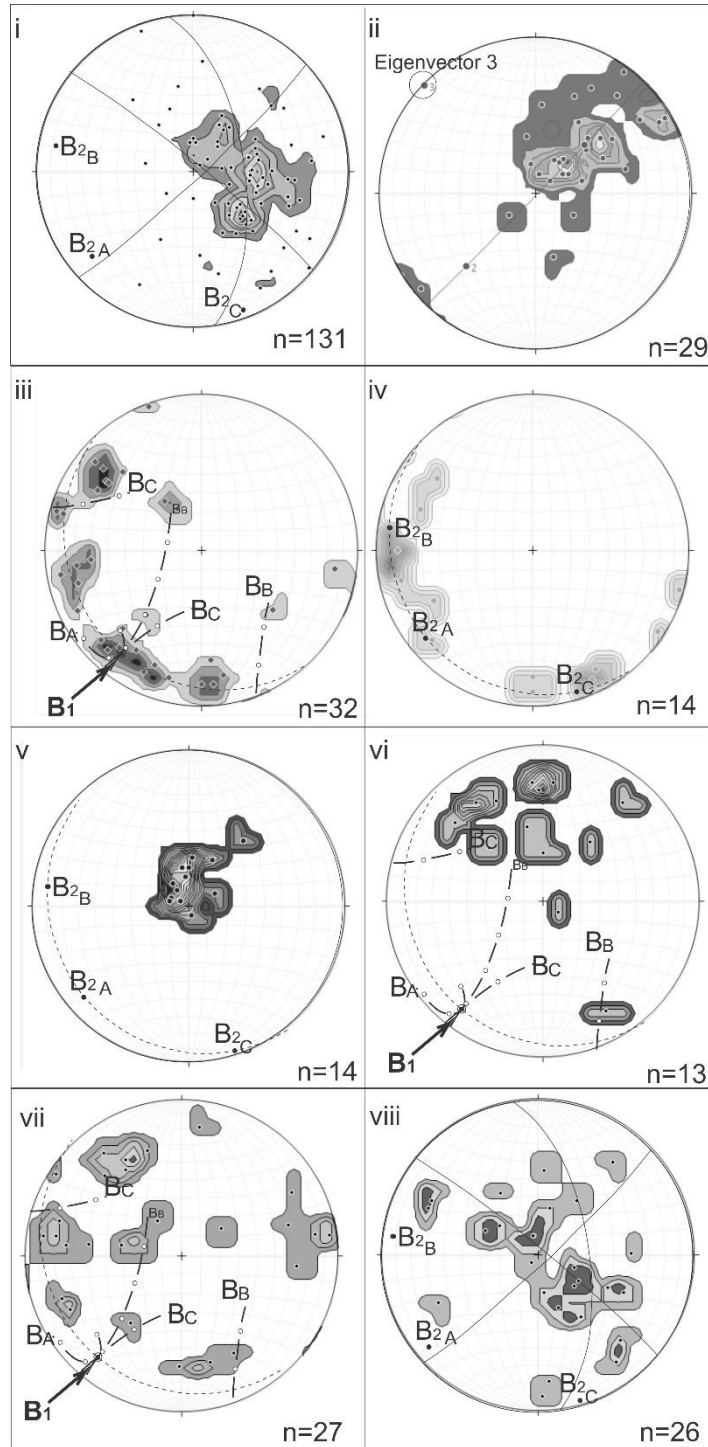 i
B2B
B2A
B2C
n=131
ii
Eigenvector 3
3
2
n=29
iii
BC
BB
BB
BC
BA
B1
n=32
iv
B2B
B2A
B2C
n=14
v
B2B
B2A
B2C
n=14
vi
BC
BB
BB
BC
BA
B1
n=13
vii
BC
BB
BB
BC
BA
B1
n=27
viii
B2B
B2A
B2C
n=26